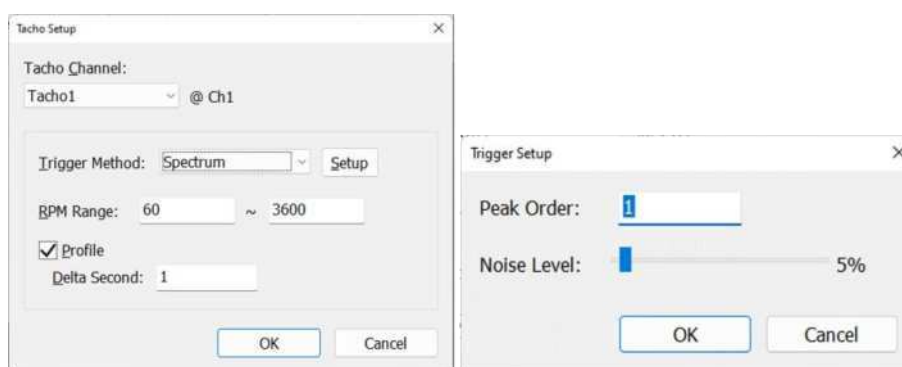 Tacho Setup
Tacho Channel:
Tacho1 @ Ch1
Trigger Method: Spectrum Setup
RPM Range: 60 ~ 3600
Profile
Delta Second: 1
OK Cancel
Trigger Setup
Peak Order: 1
Noise Level: 5%
OK Cancel